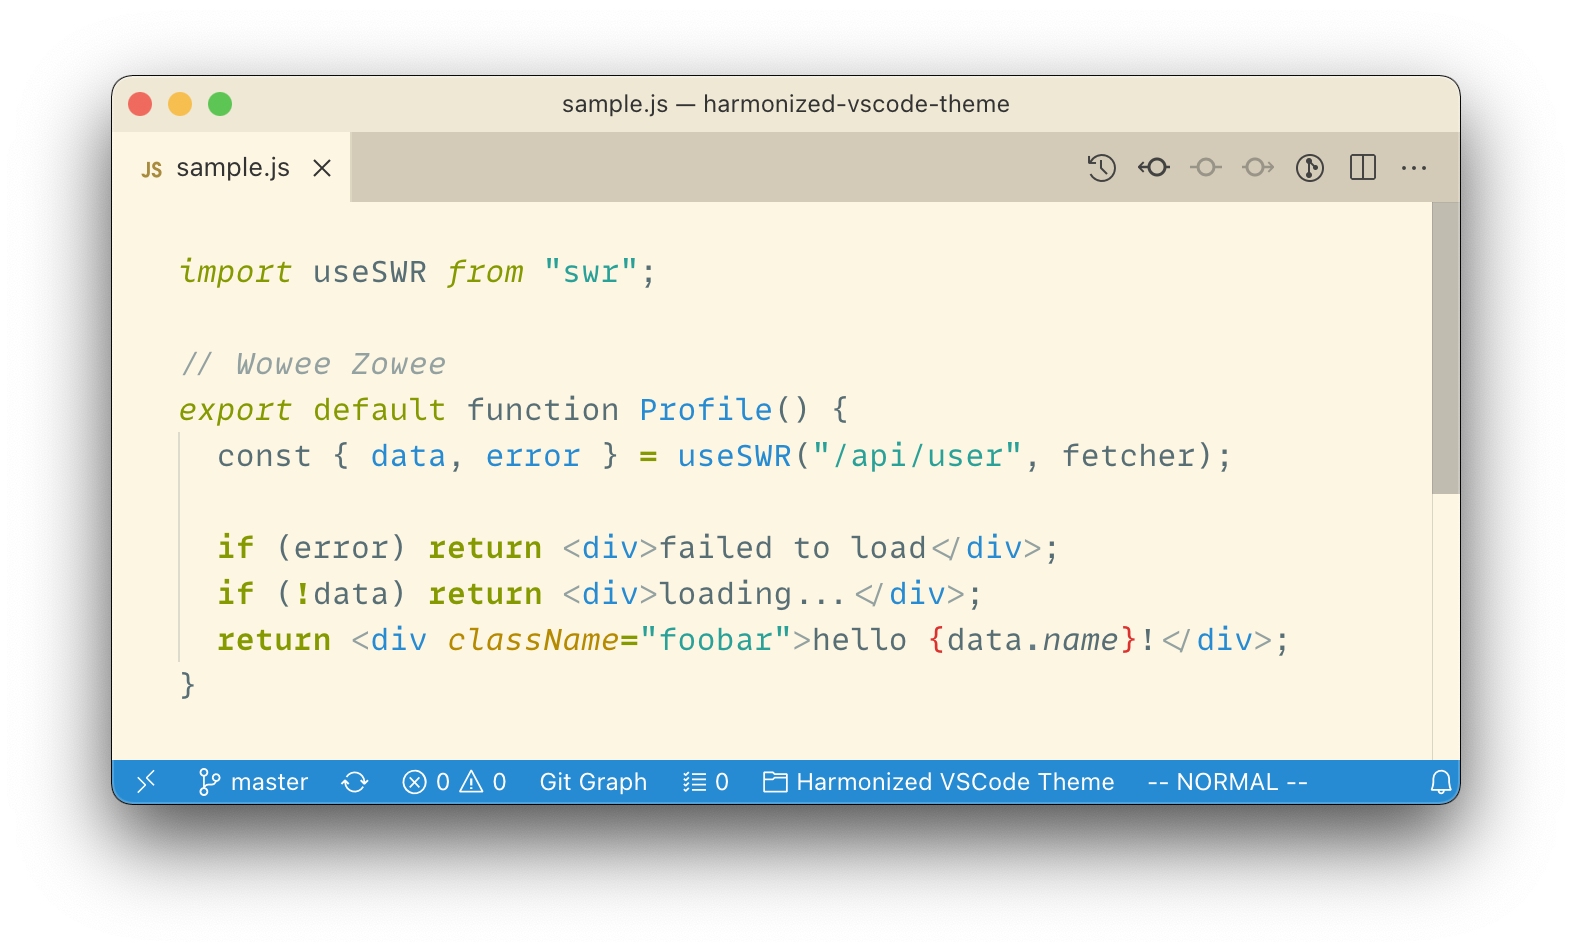 sample.js — harmonized-vscode-theme
JS sample.js
import useSWR from "swr";
// Wowee Zowee
export default function Profile() {
  const { data, error } = useSWR("/api/user", fetcher);
  if (error) return <div>failed to load</div>;
  if (!data) return <div>loading...</div>;
  return <div className="foobar">hello {data.name}!</div>;
}
master 0 0 Git Graph 0 Harmonized VSCode Theme -- NORMAL --